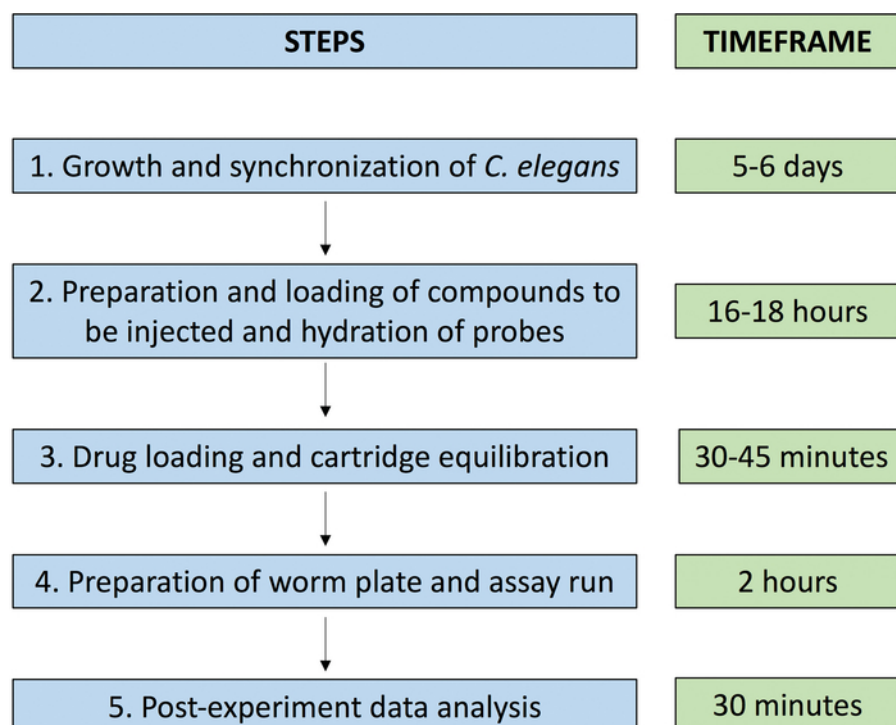 STEPS
TIMEFRAME
1. Growth and synchronization of C. elegans
5-6 days
2. Preparation and loading of compounds to
be injected and hydration of probes
16-18 hours
3. Drug loading and cartridge equilibration
30-45 minutes
4. Preparation of worm plate and assay run
2 hours
5. Post-experiment data analysis
30 minutes